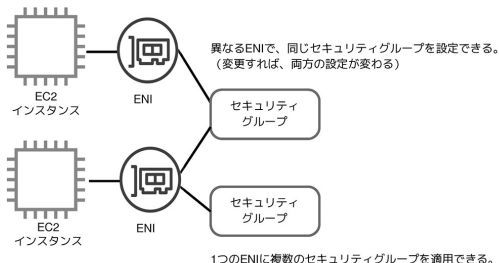 異なるENIで、同じセキュリティグループを設定できる。
（変更すれば、両方の設定が変わる）
EC2
インスタンス
ENI
セキュリティ
グループ
EC2
インスタンス
ENI
セキュリティ
グループ
1つのENIに複数のセキュリティグループを適用できる。